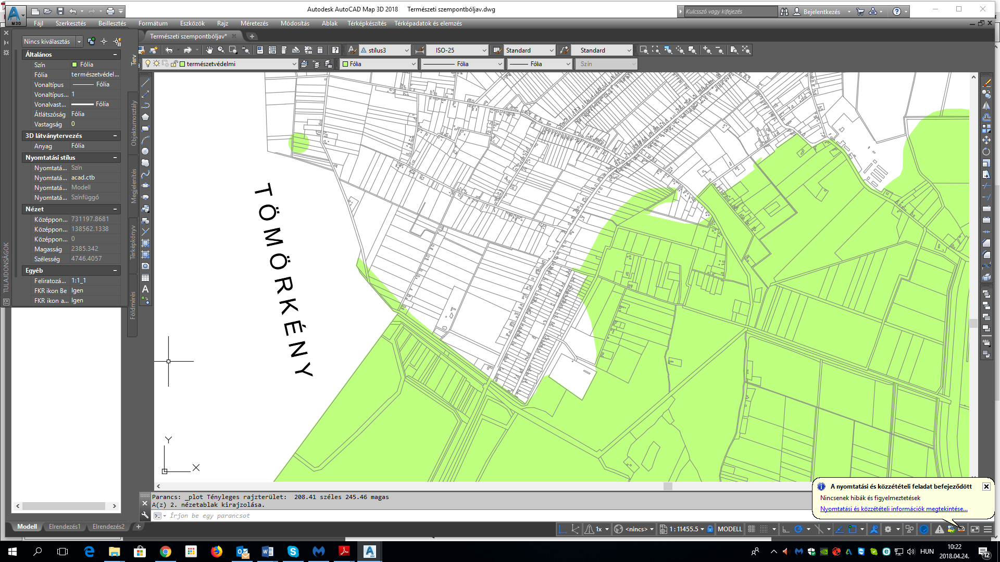 Autodesk AutoCAD Map 3D 2018 Természeti szempontbóljav.dwg
Kulcsszó vagy kifejezés
Bejelentkezés
M3D
Fájl Szerkesztés Beillesztés Formátum Eszközök Rajz Méretezés Módosítás Ablak Térképkészítés Térképadatok és elemzés
Természeti szempontbóljav*
Nincs kiválasztás
stílus3
ISO-25
Standard
Standard
természetvédelmi
Fólia
Fólia
Fólia
Szín
Általános
Szín Fólia
Fólia természetvédel...
Vonaltípus Fólia
Vonaltípus... 1
Vonalvast... Fólia
Átlátszóság Fólia
Vastagság 0
3D látványtervezés
Anyag Fólia
Nyomtatási stílus
Nyomtatá... Szín
Nyomtatá... acad.ctb
Nyomtatá... Modell
Nyomtatá... Színfüggő
Nézet
Középpon... 731197.8681
Középpon... 138562.1338
Középpon... 0
Magasság 2385.342
Szélesség 4746.4057
Egyéb
Feliratozá... 1:1_1
FKR ikon Be Igen
FKR ikon a... Igen
TULAJDONSÁGOK
Terv
Objektumosztály
Megjelenítés
Térképkönyv
Földmérés
TÖMÖRKÉNY
Y
X
Parancs: _plot Tényleges rajzterület: 208.41 széles 245.46 magas
A(z) 2. nézetablak kirajzolása.
Írjon be egy parancsot
A nyomtatási és közzétételi feladat befejeződött
Nincsenek hibák és figyelmeztetések
Nyomtatási és közzétételi információk megtekintése...
Modell Elrendezés1 Elrendezés2
1x
<nincs>
1 : 11455.5
MODELL
HUN
10:22
2018.04.24.
12